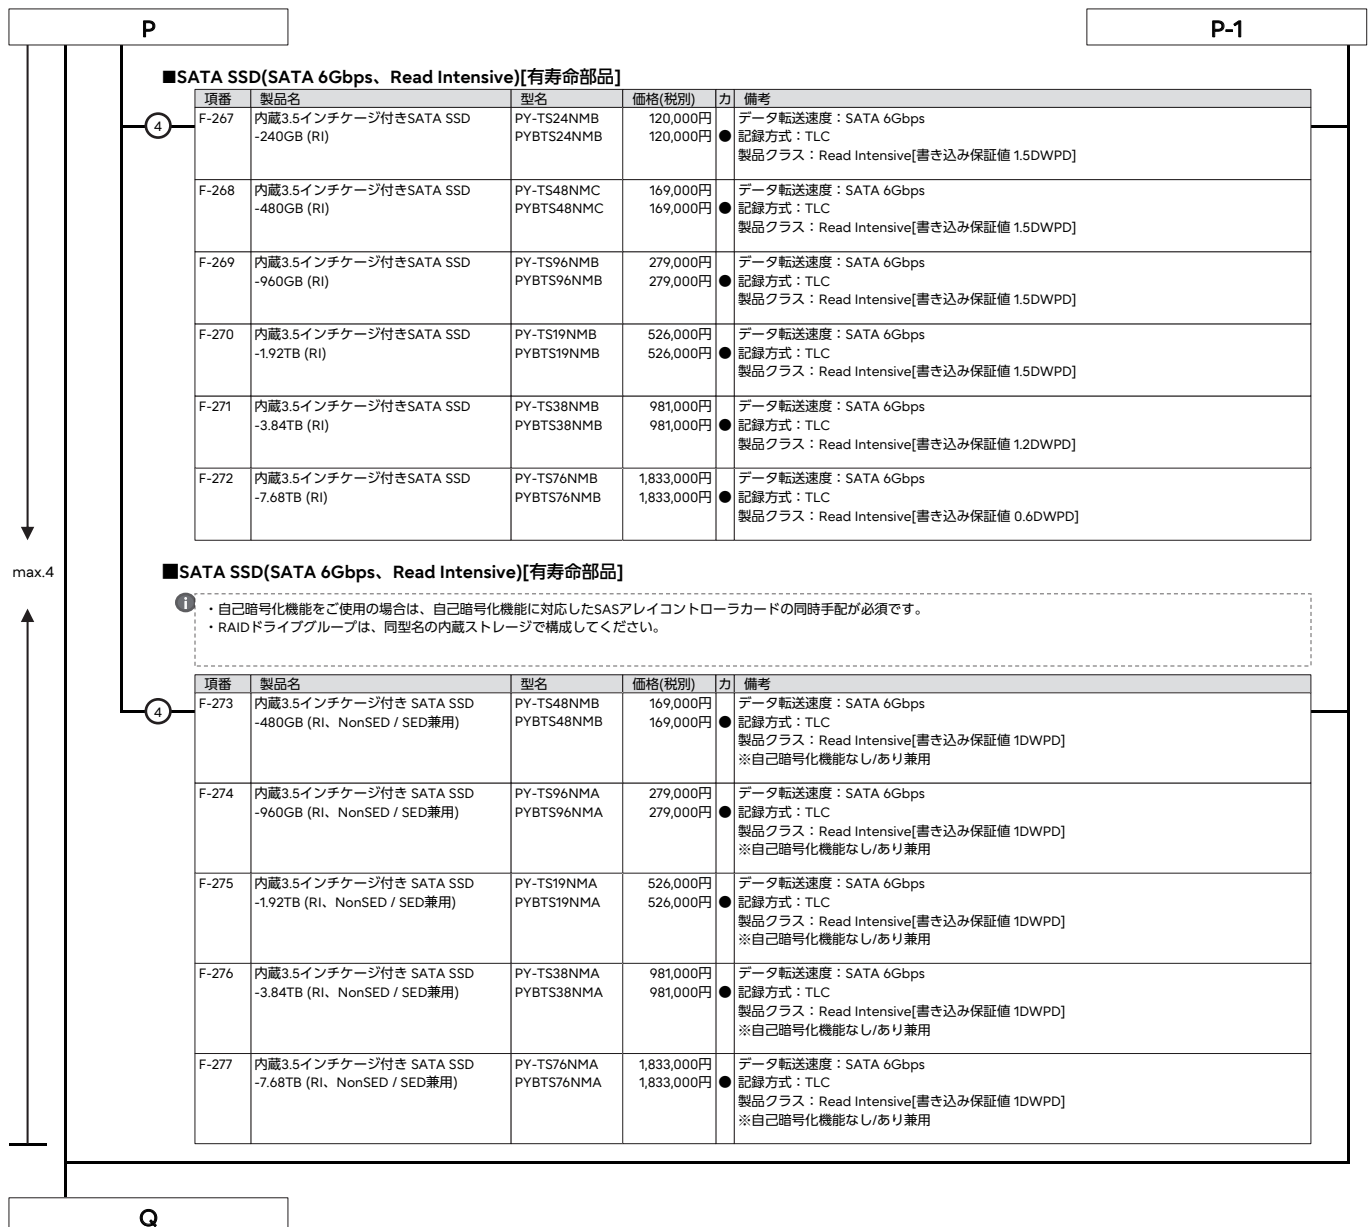 P
P-1
■SATA SSD(SATA 6Gbps、Read Intensive)[有寿命部品]
項番 製品名 型名 価格(税別) カ 備考
④ F-267 内蔵3.5インチケージ付きSATA SSD PY-TS24NMB 120,000円 データ転送速度：SATA 6Gbps
-240GB (RI) PYBTS24NMB 120,000円 ● 記録方式：TLC
製品クラス：Read Intensive[書き込み保証値 1.5DWPD]
F-268 内蔵3.5インチケージ付きSATA SSD PY-TS48NMC 169,000円 データ転送速度：SATA 6Gbps
-480GB (RI) PYBTS48NMC 169,000円 ● 記録方式：TLC
製品クラス：Read Intensive[書き込み保証値 1.5DWPD]
F-269 内蔵3.5インチケージ付きSATA SSD PY-TS96NMB 279,000円 データ転送速度：SATA 6Gbps
-960GB (RI) PYBTS96NMB 279,000円 ● 記録方式：TLC
製品クラス：Read Intensive[書き込み保証値 1.5DWPD]
F-270 内蔵3.5インチケージ付きSATA SSD PY-TS19NMB 526,000円 データ転送速度：SATA 6Gbps
-1.92TB (RI) PYBTS19NMB 526,000円 ● 記録方式：TLC
製品クラス：Read Intensive[書き込み保証値 1.5DWPD]
F-271 内蔵3.5インチケージ付きSATA SSD PY-TS38NMB 981,000円 データ転送速度：SATA 6Gbps
-3.84TB (RI) PYBTS38NMB 981,000円 ● 記録方式：TLC
製品クラス：Read Intensive[書き込み保証値 1.2DWPD]
F-272 内蔵3.5インチケージ付きSATA SSD PY-TS76NMB 1,833,000円 データ転送速度：SATA 6Gbps
-7.68TB (RI) PYBTS76NMB 1,833,000円 ● 記録方式：TLC
製品クラス：Read Intensive[書き込み保証値 0.6DWPD]
max.4
■SATA SSD(SATA 6Gbps、Read Intensive)[有寿命部品]
i ・自己暗号化機能をご使用の場合は、自己暗号化機能に対応したSASアレイコントローラカードの同時手配が必須です。
・RAIDドライブグループは、同型名の内蔵ストレージで構成してください。
項番 製品名 型名 価格(税別) カ 備考
④ F-273 内蔵3.5インチケージ付き SATA SSD PY-TS48NMB 169,000円 データ転送速度：SATA 6Gbps
-480GB (RI、NonSED / SED兼用) PYBTS48NMB 169,000円 ● 記録方式：TLC
製品クラス：Read Intensive[書き込み保証値 1DWPD]
※自己暗号化機能なし/あり兼用
F-274 内蔵3.5インチケージ付き SATA SSD PY-TS96NMA 279,000円 データ転送速度：SATA 6Gbps
-960GB (RI、NonSED / SED兼用) PYBTS96NMA 279,000円 ● 記録方式：TLC
製品クラス：Read Intensive[書き込み保証値 1DWPD]
※自己暗号化機能なし/あり兼用
F-275 内蔵3.5インチケージ付き SATA SSD PY-TS19NMA 526,000円 データ転送速度：SATA 6Gbps
-1.92TB (RI、NonSED / SED兼用) PYBTS19NMA 526,000円 ● 記録方式：TLC
製品クラス：Read Intensive[書き込み保証値 1DWPD]
※自己暗号化機能なし/あり兼用
F-276 内蔵3.5インチケージ付き SATA SSD PY-TS38NMA 981,000円 データ転送速度：SATA 6Gbps
-3.84TB (RI、NonSED / SED兼用) PYBTS38NMA 981,000円 ● 記録方式：TLC
製品クラス：Read Intensive[書き込み保証値 1DWPD]
※自己暗号化機能なし/あり兼用
F-277 内蔵3.5インチケージ付き SATA SSD PY-TS76NMA 1,833,000円 データ転送速度：SATA 6Gbps
-7.68TB (RI、NonSED / SED兼用) PYBTS76NMA 1,833,000円 ● 記録方式：TLC
製品クラス：Read Intensive[書き込み保証値 1DWPD]
※自己暗号化機能なし/あり兼用
Q